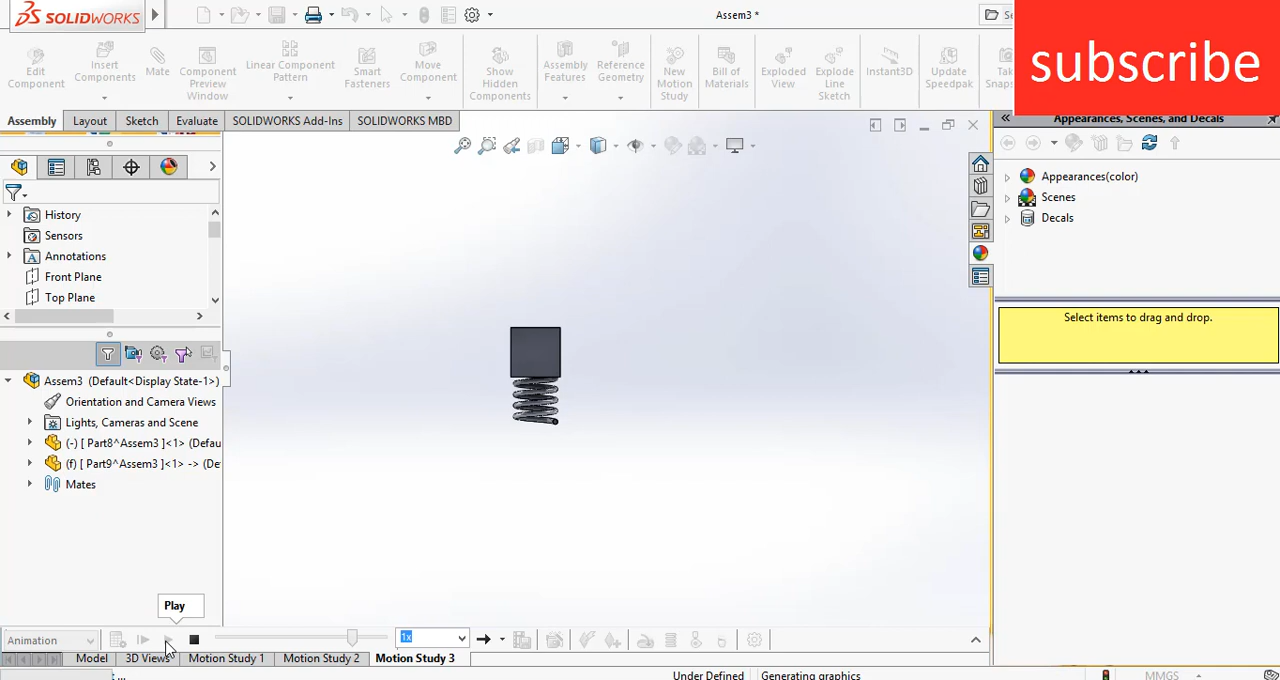 SOLIDWORKS
Assem3 *
subscribe
Edit Component
Insert Components
Mate
Component Preview Window
Linear Component Pattern
Smart Fasteners
Move Component
Show Hidden Components
Assembly Features
Reference Geometry
New Motion Study
Bill of Materials
Exploded View
Explode Line Sketch
Instant3D
Update Speedpak
Assembly
Layout
Sketch
Evaluate
SOLIDWORKS Add-Ins
SOLIDWORKS MBD
Appearances, Scenes, and Decals
Appearances(color)
Scenes
Decals
History
Sensors
Annotations
Front Plane
Top Plane
Select items to drag and drop.
Assem3 (Default<Display State-1>)
Orientation and Camera Views
Lights, Cameras and Scene
(-) [ Part8^Assem3 ]<1> (Defau
(f) [ Part9^Assem3 ]<1> -> (De
Mates
Play
Animation
1x
Model
3D Views
Motion Study 1
Motion Study 2
Motion Study 3
Under Defined
Generating graphics
MMGS